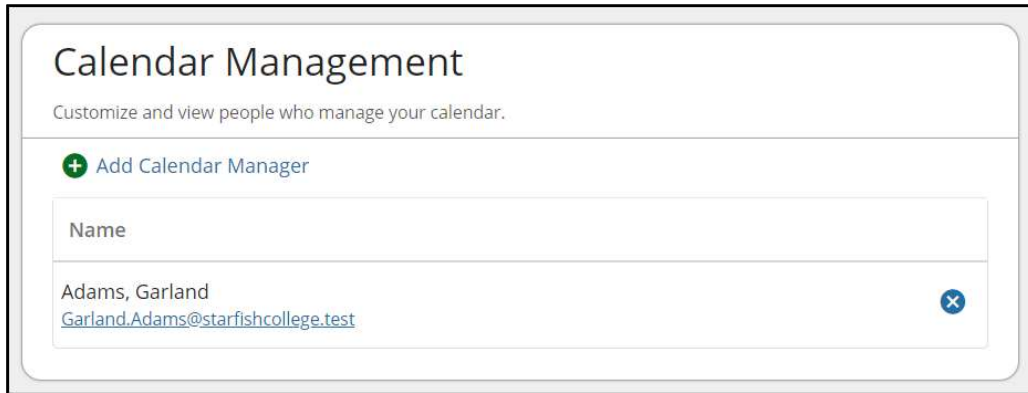 Calendar Management
Customize and view people who manage your calendar.
Add Calendar Manager
Name
Adams, Garland
Garland.Adams@starfishcollege.test